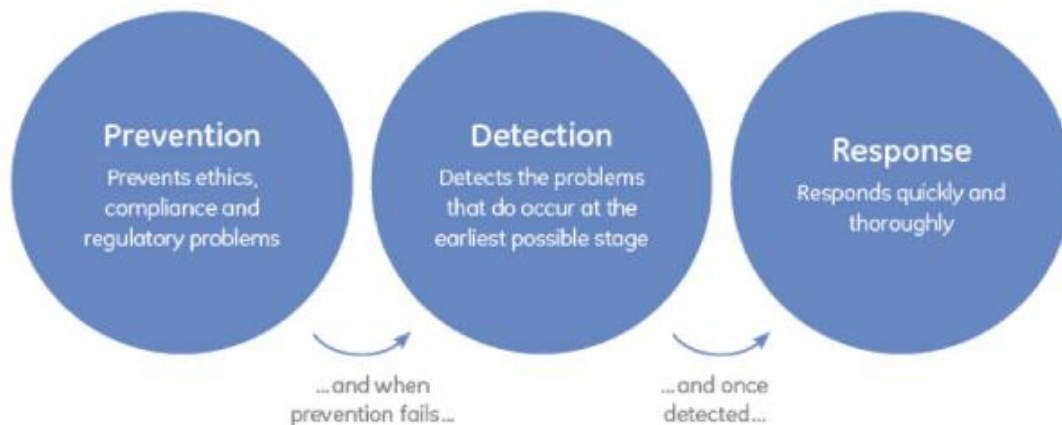 Prevention
Prevents ethics,
compliance and
regulatory problems
...and when
prevention fails...
Detection
Detects the problems
that do occur at the
earliest possible stage
...and once
detected...
Response
Responds quickly and
thoroughly